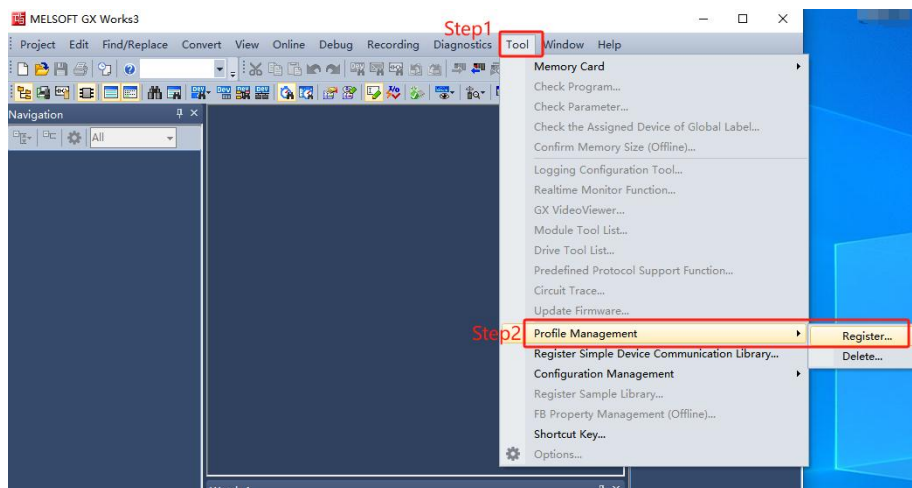 MELSOFT GX Works3
Step1
Project Edit Find/Replace Convert View Online Debug Recording Diagnostics Tool Window Help
Navigation
All
Memory Card
Check Program...
Check Parameter...
Check the Assigned Device of Global Label...
Confirm Memory Size (Offline)...
Logging Configuration Tool...
Realtime Monitor Function...
GX VideoViewer...
Module Tool List...
Drive Tool List...
Predefined Protocol Support Function...
Circuit Trace...
Update Firmware...
Step2 Profile Management
Register...
Delete...
Register Simple Device Communication Library...
Configuration Management
Register Sample Library...
FB Property Management (Offline)...
Shortcut Key...
Options...